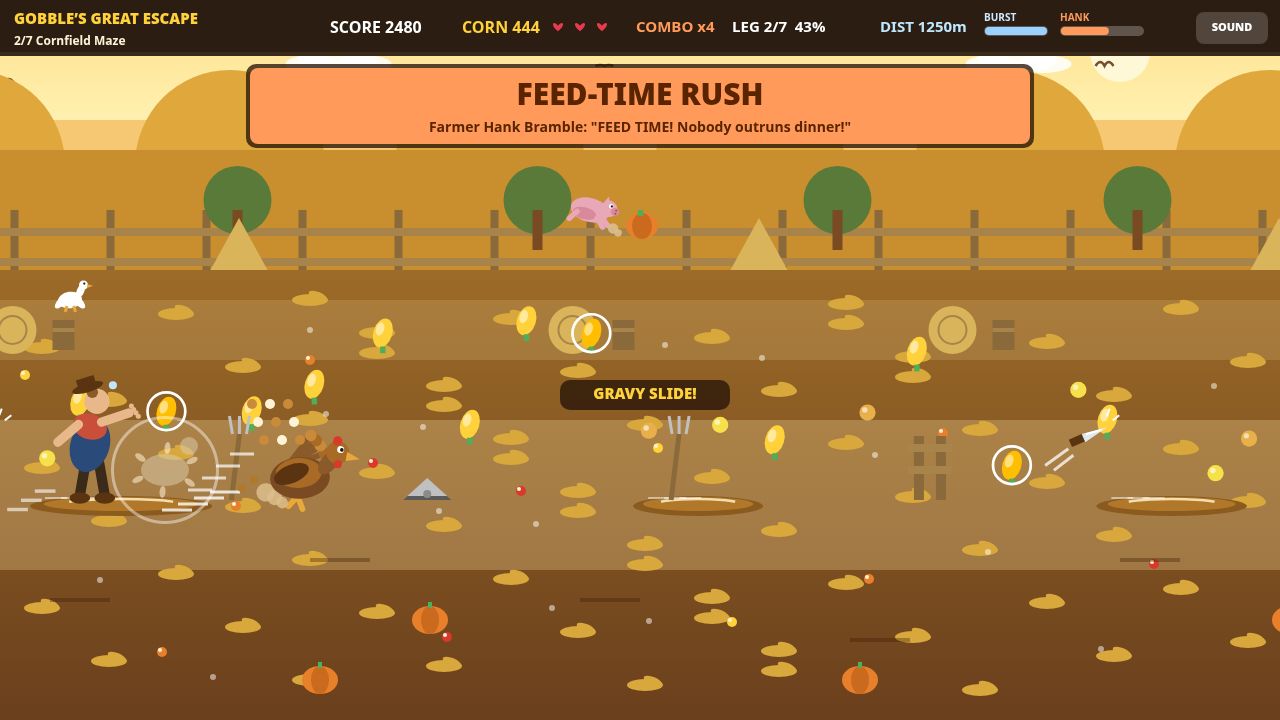 GOBBLE'S GREAT ESCAPE
2/7 Cornfield Maze
SCORE 2480
CORN 444
COMBO x4
LEG 2/7 43%
DIST 1250m
BURST
HANK
SOUND
FEED-TIME RUSH
Farmer Hank Bramble: "FEED TIME! Nobody outruns dinner!"
GRAVY SLIDE!